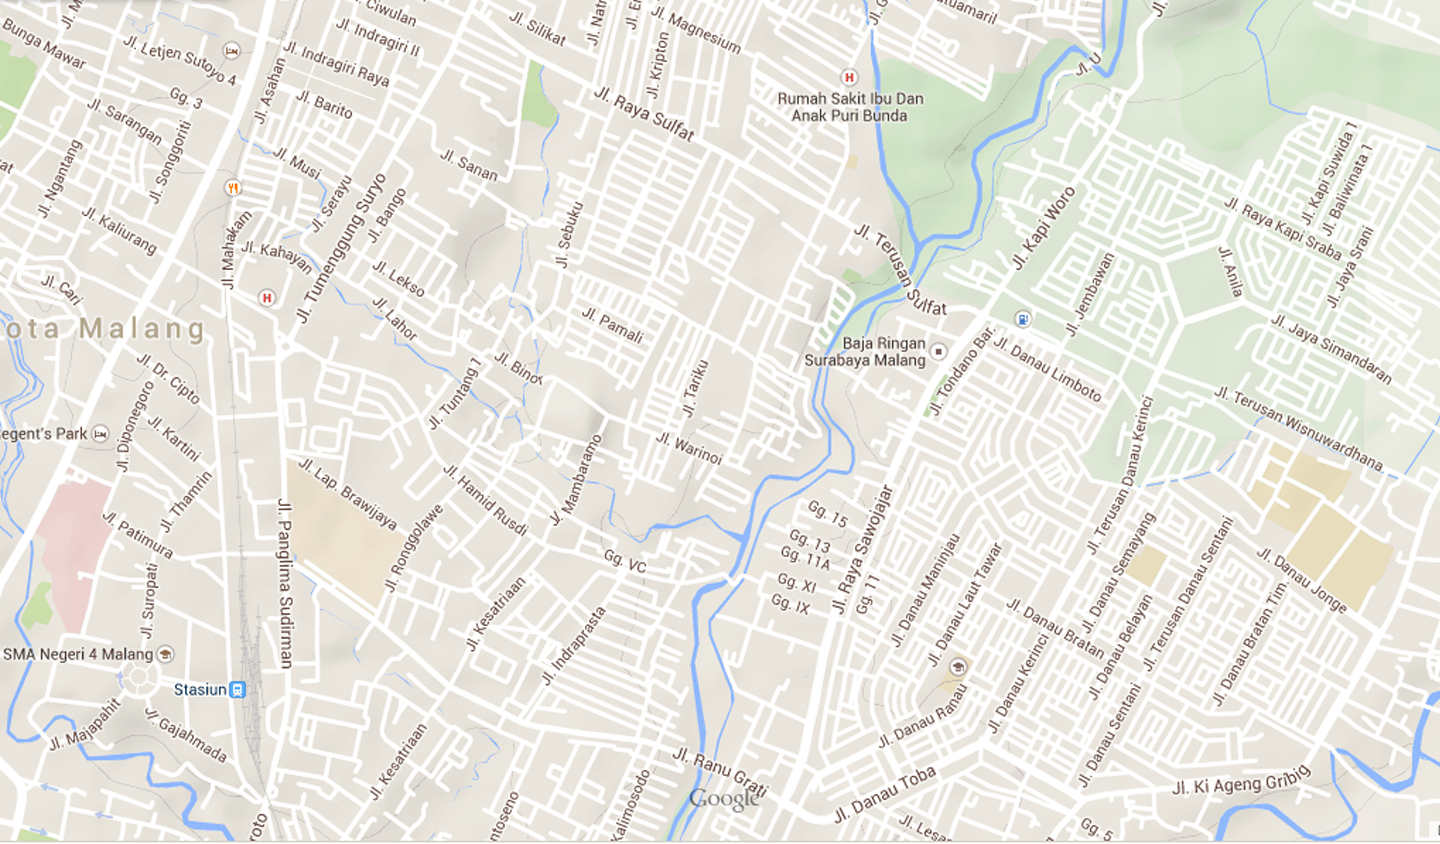 Jl. Ciwulan
Jl. Silikat
Jl. Magnesium
Jl. Indragiri II
Bunga Mawar
Jl. Letjen Sutoyo 4
Jl. Indragiri Raya
Jl. Kripton
Jl. U
H
Rumah Sakit Ibu Dan
Anak Puri Bunda
Gg. 3
Jl. Asahan
Jl. Barito
Jl. Raya Sulfat
Jl. Sarangan
Jl. Songgoriti
Jl. Ngantang
Jl. Musi
Jl. Sanan
Jl. Kapi Suwida 1
Jl. Baliwinata 1
Jl. Serayu
Jl. Tumenggung Suryo
Jl. Bango
Jl. Kaliurang
Jl. Mahakam
Jl. Kahayan
Jl. Sebuku
Jl. Terusan Sulfat
Jl. Kapi Woro
Jl. Raya Kapi Sraba
Jl. Jaya Srani
Jl. Anila
Jl. Jembawan
Jl. Cari
H
Jl. Lekso
Jl. Lahor
Jl. Pamali
ota Malang
Baja Ringan
Surabaya Malang
Jl. Tondano Bar.
Jl. Danau Limboto
Jl. Jaya Simandaran
Jl. Dr. Cipto
Jl. Tuntang 1
Jl. Tariku
Jl. Terusan Wisnuwardhana
Jl. Diponegoro
Jl. Kartini
egent's Park
Jl. Warinoi
Jl. Terusan Danau Kerinci
Jl. Lap. Brawijaya
Jl. Hamid Rusdi
Jl. Thamrin
Jl. Patimura
Jl. Panglima Sudirman
Jl. Ronggolawe
Gg. VC
Gg. 15
Gg. 13
Gg. 11A
Gg. XI
Gg. IX
Jl. Raya Sawojajar
Gg. 11
Jl. Danau Maninjau
Jl. Danau Laut Tawar
Jl. Danau Semayang
Jl. Terusan Danau Sentani
Jl. Danau Jonge
Jl. Suropati
Jl. Kesatriaan
Jl. Indraprasta
Jl. Danau Bratan
Jl. Danau Belayan
Jl. Danau Bratan Tim.
SMA Negeri 4 Malang
Stasiun
Jl. Danau Kerinci
Jl. Danau Ranau
Jl. Danau Sentani
Jl. Majapahit
Jl. Gajahmada
Jl. Kesatriaan
Jl. Ranu Grati
Google
Jl. Danau Toba
Jl. Ki Ageng Gribig
Kalimosodo
Gg. 5